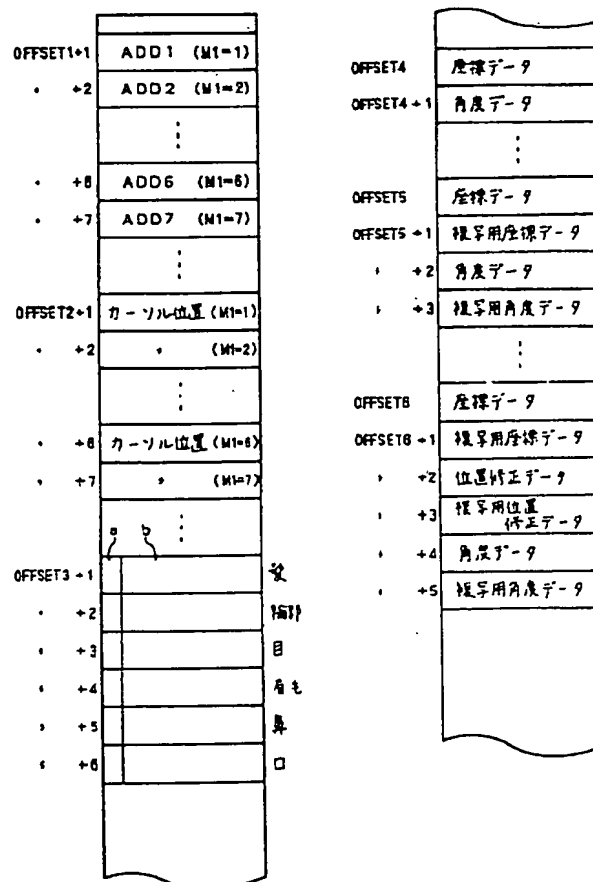 OFFSET1+1 ADD1 (M1=1)
〃 +2 ADD2 (M1=2)
〃 +6 ADD6 (M1=6)
〃 +7 ADD7 (M1=7)
OFFSET2+1 カーソル位置 (M1=1)
〃 +2 〃 (M1=2)
〃 +6 カーソル位置 (M1=6)
〃 +7 〃 (M1=7)
a b
OFFSET3+1
〃 +2
〃 +3 目
〃 +4 眉毛
〃 +5 鼻
〃 +6 口
OFFSET4 座標データ
OFFSET4+1 角度データ
OFFSET5 座標データ
OFFSET5+1 複写用座標データ
〃 +2 角度データ
〃 +3 複写用角度データ
OFFSET6 座標データ
OFFSET6+1 複写用座標データ
〃 +2 位置修正データ
〃 +3 複写用位置
修正データ
〃 +4 角度データ
〃 +5 複写用角度データ